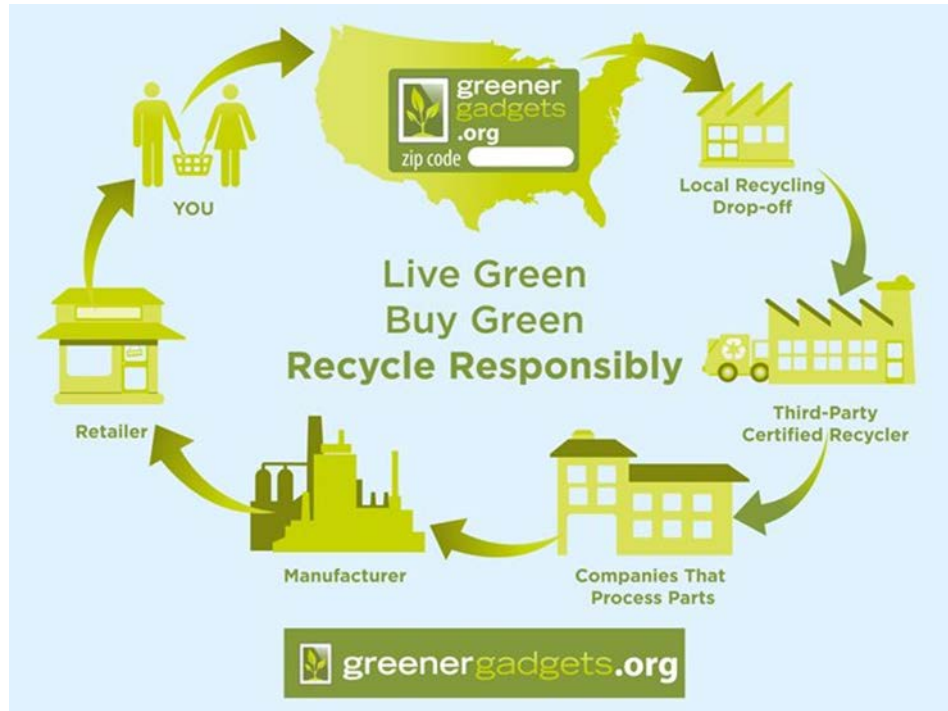 greener
gadgets
.org
zip code
Local Recycling
Drop-off
YOU
Live Green
Buy Green
Recycle Responsibly
Third-Party
Certified Recycler
Retailer
Manufacturer
Companies That
Process Parts
greenergadgets.org